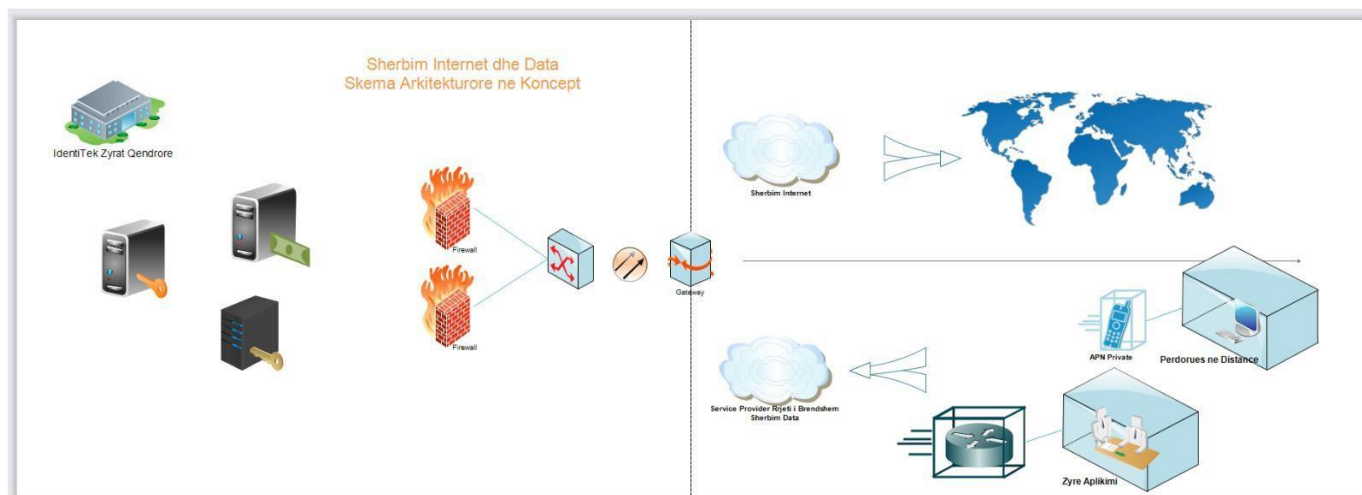 Sherbim Internet dhe Data
Skema Arkitekturore ne Koncept
IdentiTek Zyrat Qendrore
Firewall
Firewall
Gateway
Sherbim Internet
APN Private
Perdorues ne Distance
Service Provider Rrjeti i Brendshem
Sherbim Data
Zyre Aplikimi